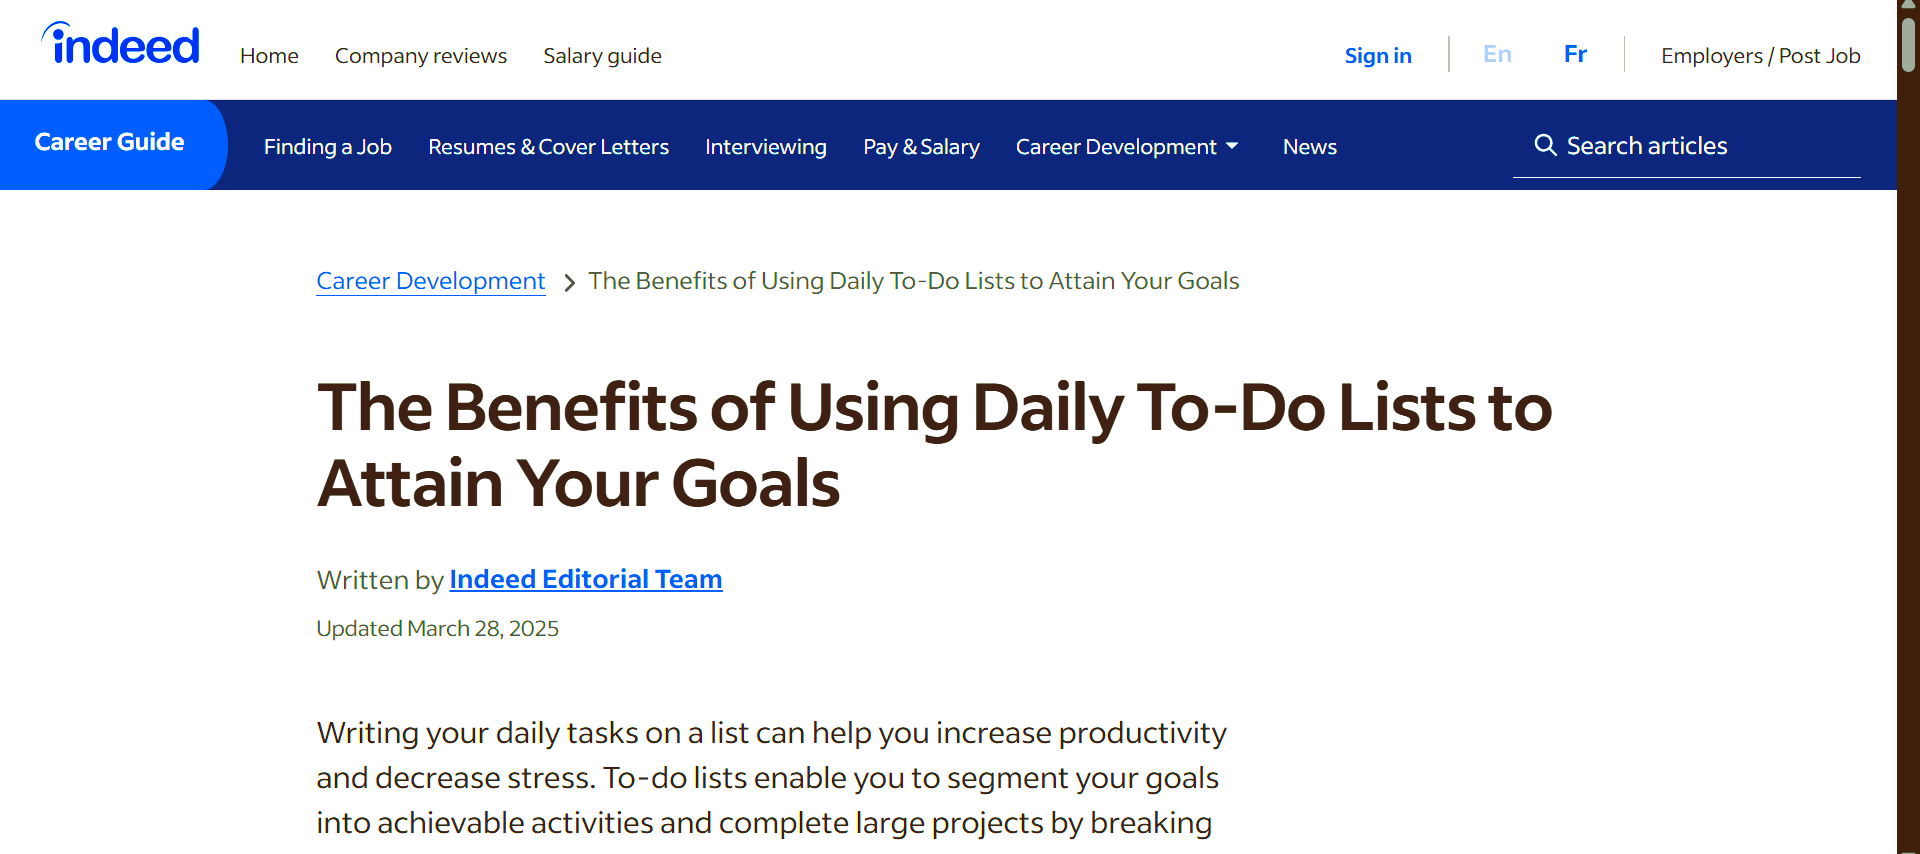 indeed
Home
Company reviews
Salary guide
Sign in
En
Fr
Employers / Post Job
Career Guide
Finding a Job
Resumes & Cover Letters
Interviewing
Pay & Salary
Career Development
News
Search articles
Career Development
The Benefits of Using Daily To-Do Lists to Attain Your Goals
The Benefits of Using Daily To-Do Lists to
Attain Your Goals
Written by Indeed Editorial Team
Updated March 28, 2025
Writing your daily tasks on a list can help you increase productivity
and decrease stress. To-do lists enable you to segment your goals
into achievable activities and complete large projects by breaking